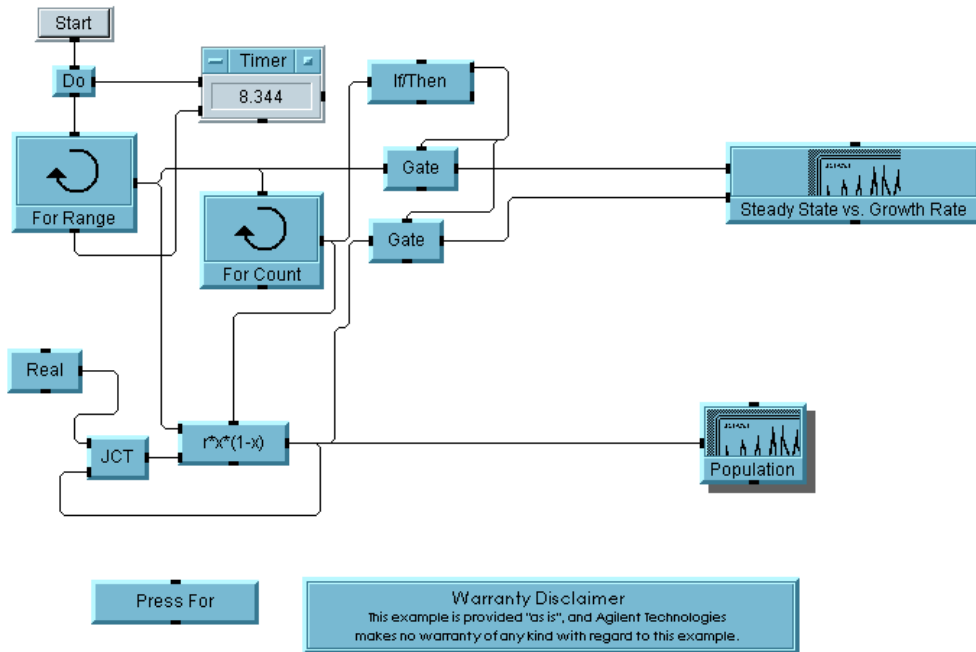 Start
Do
Timer
8.344
If/Then
For Range
Gate
Gate
For Count
Steady State vs. Growth Rate
Real
JCT
r*x*(1-x)
Population
Press For
Warranty Disclaimer
This example is provided "as is", and Agilent Technologies
makes no warranty of any kind with regard to this example.